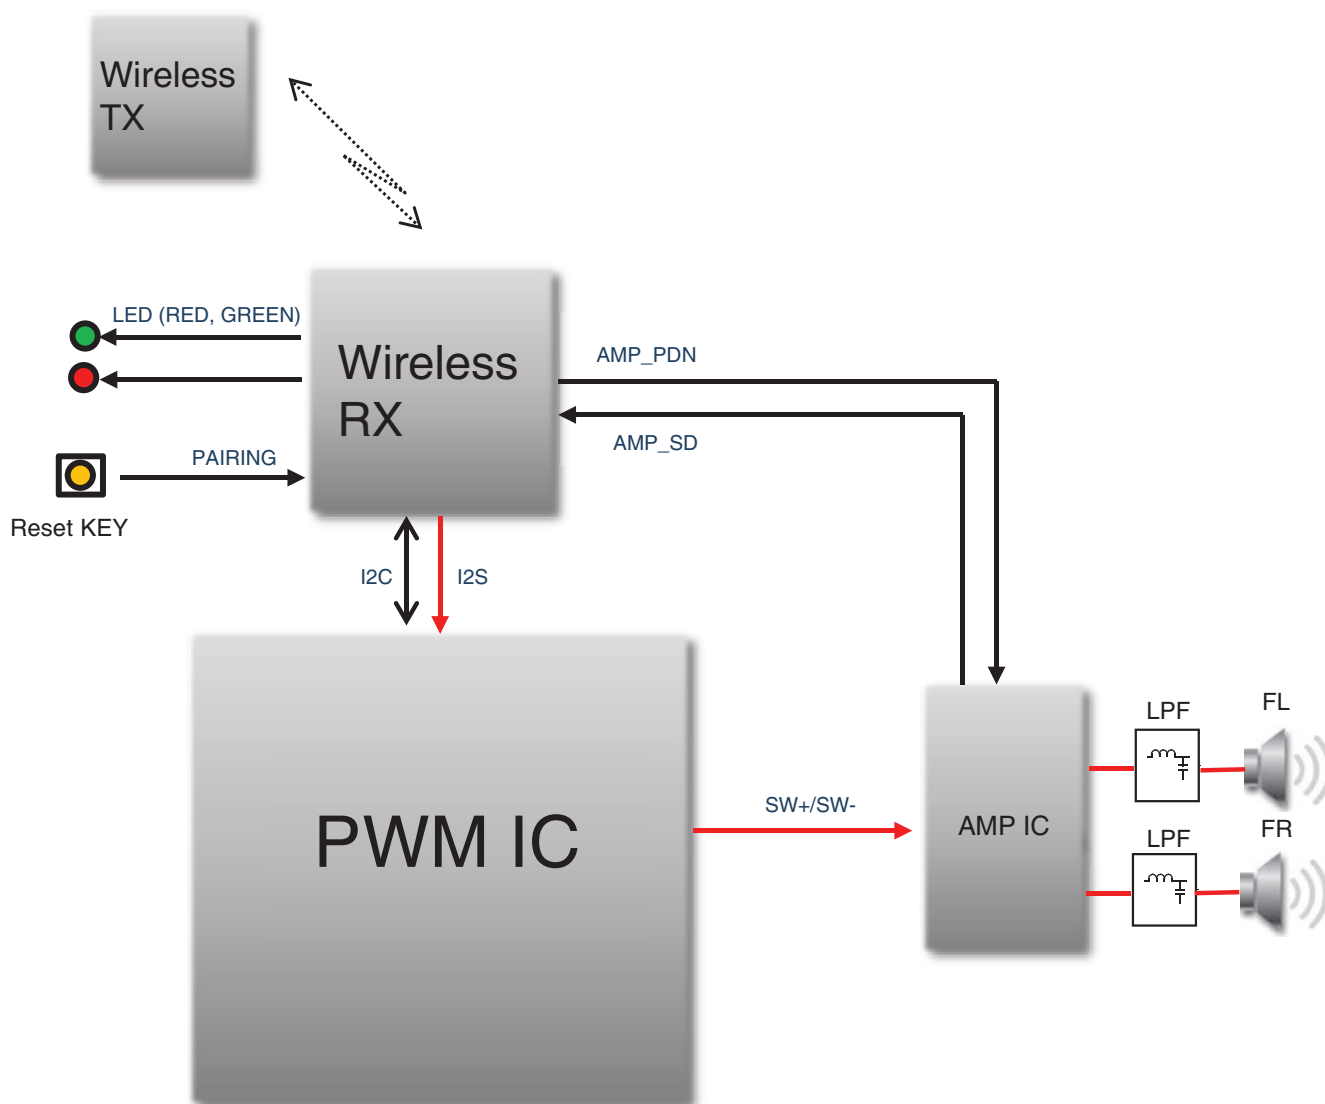 Wireless
TX
LED (RED, GREEN)
Wireless
RX
AMP_PDN
AMP_SD
PAIRING
Reset KEY
I2C
I2S
PWM IC
SW+/SW-
AMP IC
LPF
FL
LPF
FR